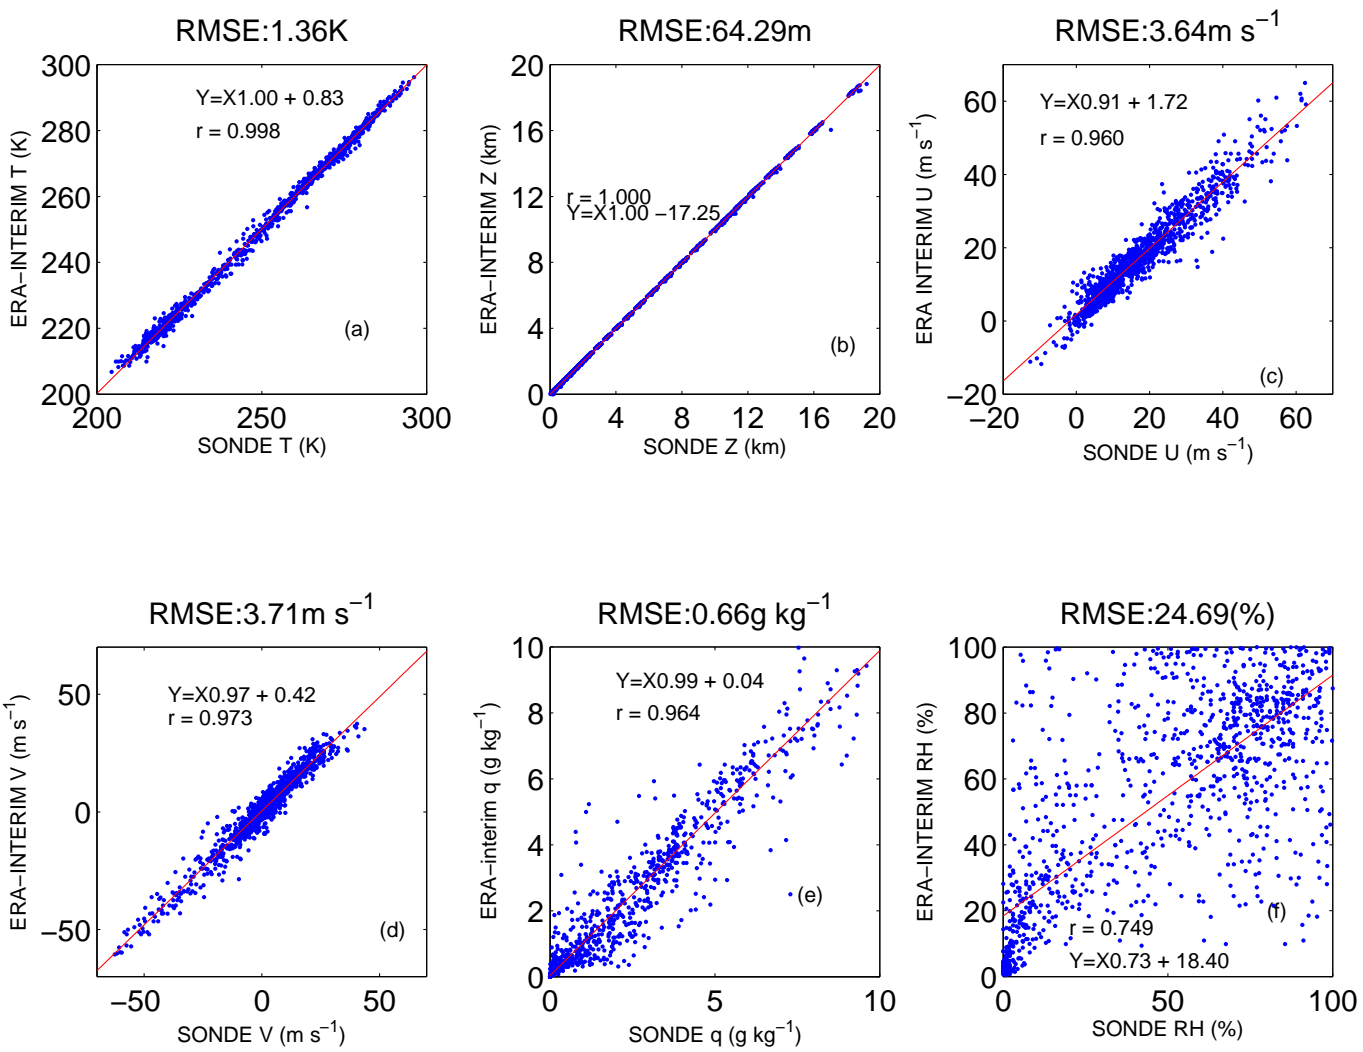 RMSE:1.36K
300
280
260
240
220
200
200
250
300
ERA−INTERIM T (K)
SONDE T (K)
Y=X1.00 + 0.83
r = 0.998
(a)
RMSE:64.29m
20
16
12
8
4
0
0
4
8
12
16
20
ERA−INTERIM Z (km)
SONDE Z (km)
r = 1.000
Y=X1.00 −17.25
(b)
RMSE:3.64m s−1
60
40
20
0
−20
−20
0
20
40
60
ERA INTERIM U (m s−1)
SONDE U (m s−1)
Y=X0.91 + 1.72
r = 0.960
(c)
RMSE:3.71m s−1
50
0
−50
−50
0
50
ERA−INTERIM V (m s−1)
SONDE V (m s−1)
Y=X0.97 + 0.42
r = 0.973
(d)
RMSE:0.66g kg−1
10
8
6
4
2
0
0
5
10
ERA−interim q (g kg−1)
SONDE q (g kg−1)
Y=X0.99 + 0.04
r = 0.964
(e)
RMSE:24.69(%)
100
80
60
40
20
0
0
50
100
ERA−INTERIM RH (%)
SONDE RH (%)
(f)
r = 0.749
Y=X0.73 + 18.40